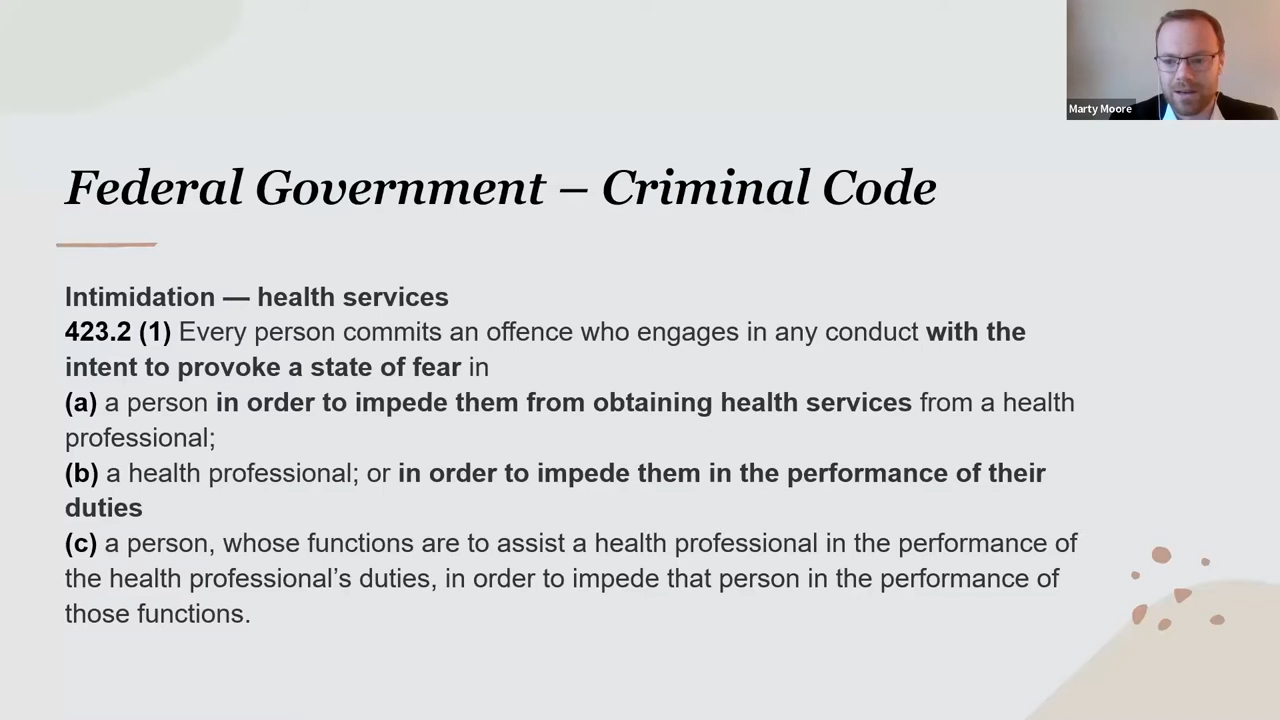 Marty Moore
Federal Government – Criminal Code
Intimidation — health services
423.2 (1) Every person commits an offence who engages in any conduct with the
intent to provoke a state of fear in
(a) a person in order to impede them from obtaining health services from a health
professional;
(b) a health professional; or in order to impede them in the performance of their
duties
(c) a person, whose functions are to assist a health professional in the performance of
the health professional’s duties, in order to impede that person in the performance of
those functions.